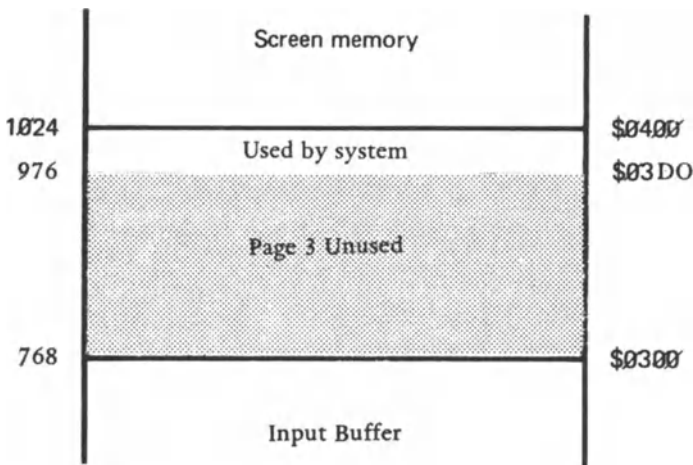 Screen memory
1024 $0400
Used by system
976 $03DO
Page 3 Unused
768 $0300
Input Buffer